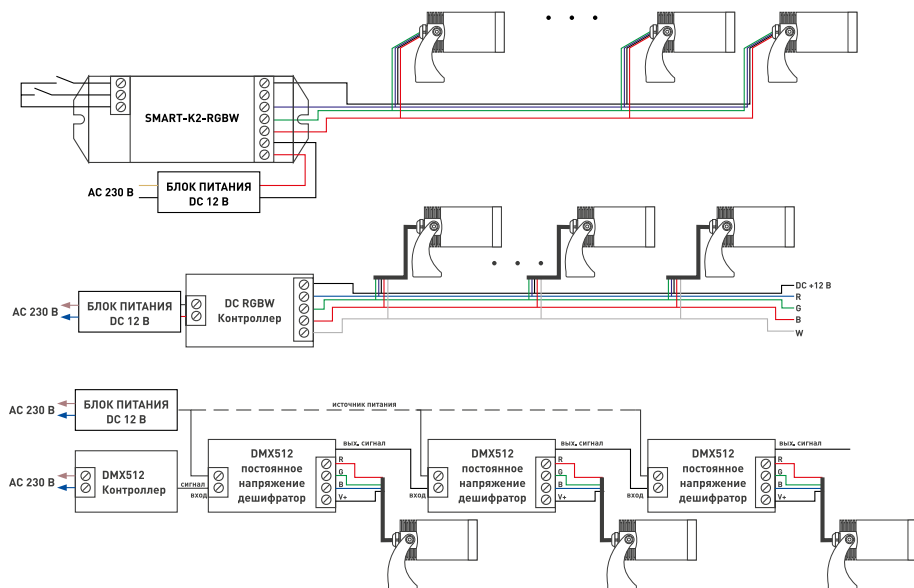 SMART-K2-RGBW
AC 230 В
БЛОК ПИТАНИЯ
DC 12 В
AC 230 В
БЛОК ПИТАНИЯ
DC 12 В
DC RGBW
Контроллер
DC +12 В
R
G
B
W
AC 230 В
БЛОК ПИТАНИЯ
DC 12 В
источник питания
AC 230 В
DMX512
Контроллер
сигнал
вход
DMX512
постоянное
напряжение
дешифратор
вых. сигнал
R
G
B
V+
вход
DMX512
постоянное
напряжение
дешифратор
вых. сигнал
R
G
B
V+
вход
DMX512
постоянное
напряжение
дешифратор
вых. сигнал
R
G
B
V+